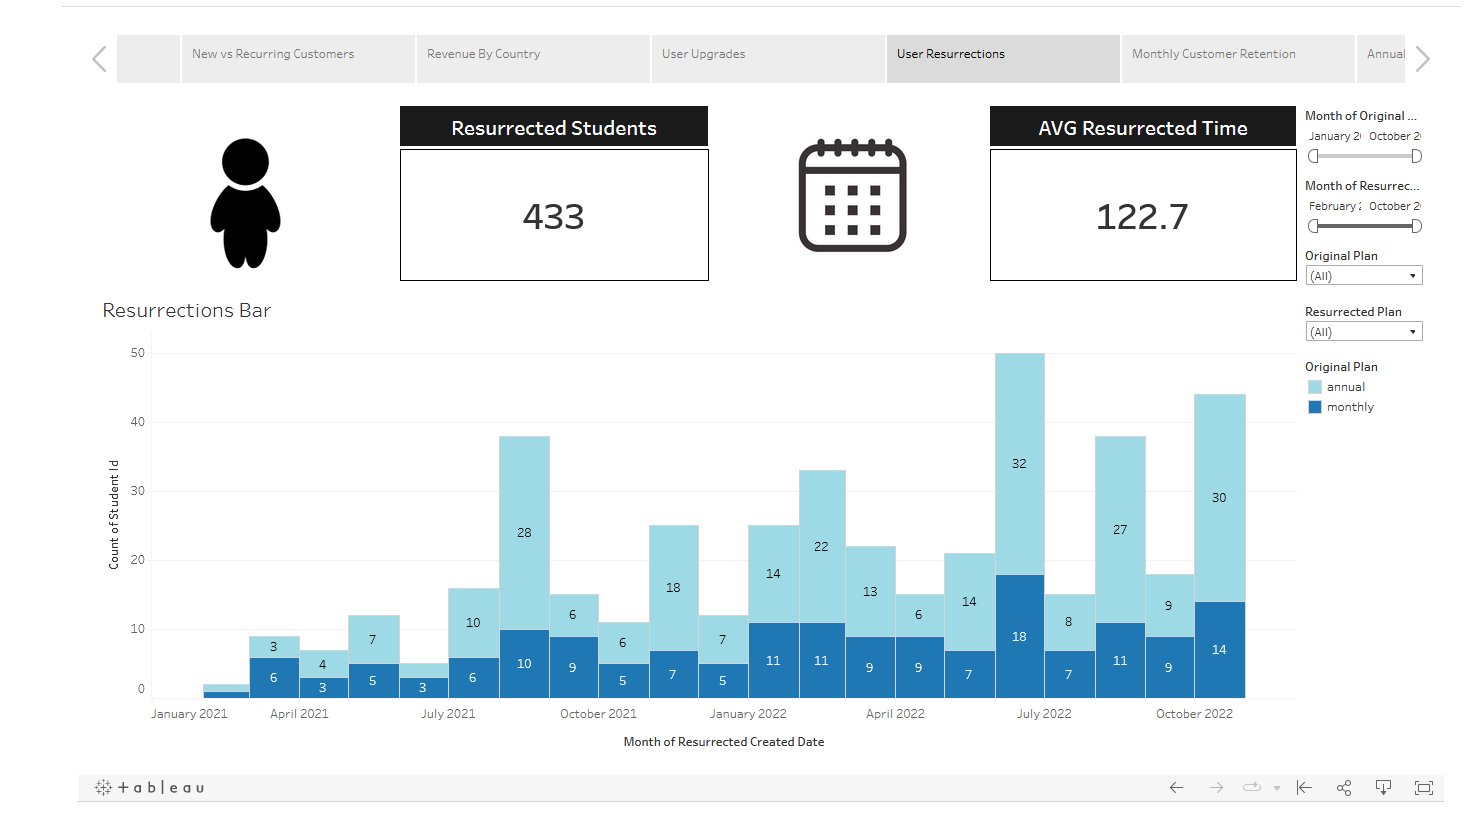 New vs Recurring Customers
Revenue By Country
User Upgrades
User Resurrections
Monthly Customer Retention
Annual
Resurrected Students
433
AVG Resurrected Time
122.7
Month of Original ...
January 2 October 2
Month of Resurrec...
February 2 October 2
Original Plan
(All)
Resurrected Plan
(All)
Original Plan
annual
monthly
Resurrections Bar
Count of Student Id
50
40
30
20
10
0
3 4 7 10 28 6 6 18 7 14 22 13 6 14 32 8 27 9 30
6 3 5 3 6 10 9 5 7 5 11 11 9 9 7 18 7 11 9 14
January 2021 April 2021 July 2021 October 2021 January 2022 April 2022 July 2022 October 2022
Month of Resurrected Created Date
+ableau